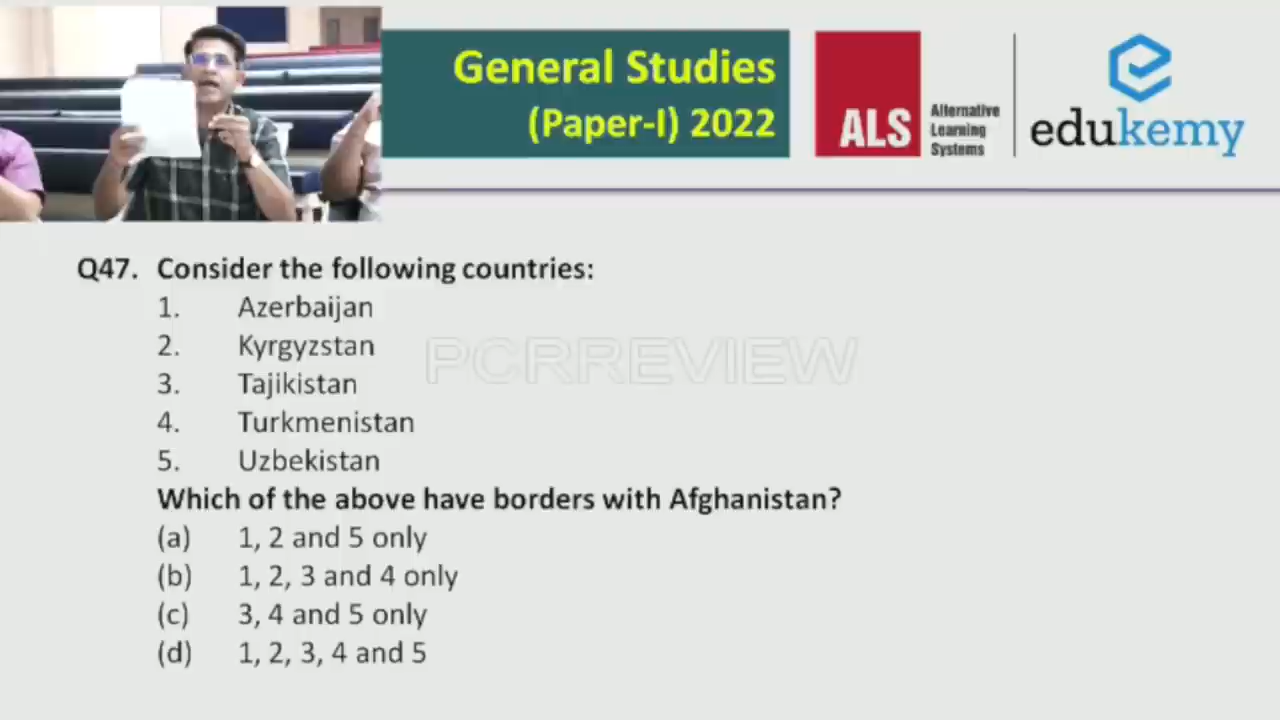 General Studies
(Paper-I) 2022
ALS
Alternative
Learning
Systems
edukemy
Q47. Consider the following countries:
1. Azerbaijan
2. Kyrgyzstan
3. Tajikistan
4. Turkmenistan
5. Uzbekistan
Which of the above have borders with Afghanistan?
(a) 1, 2 and 5 only
(b) 1, 2, 3 and 4 only
(c) 3, 4 and 5 only
(d) 1, 2, 3, 4 and 5
PCRREVIEW